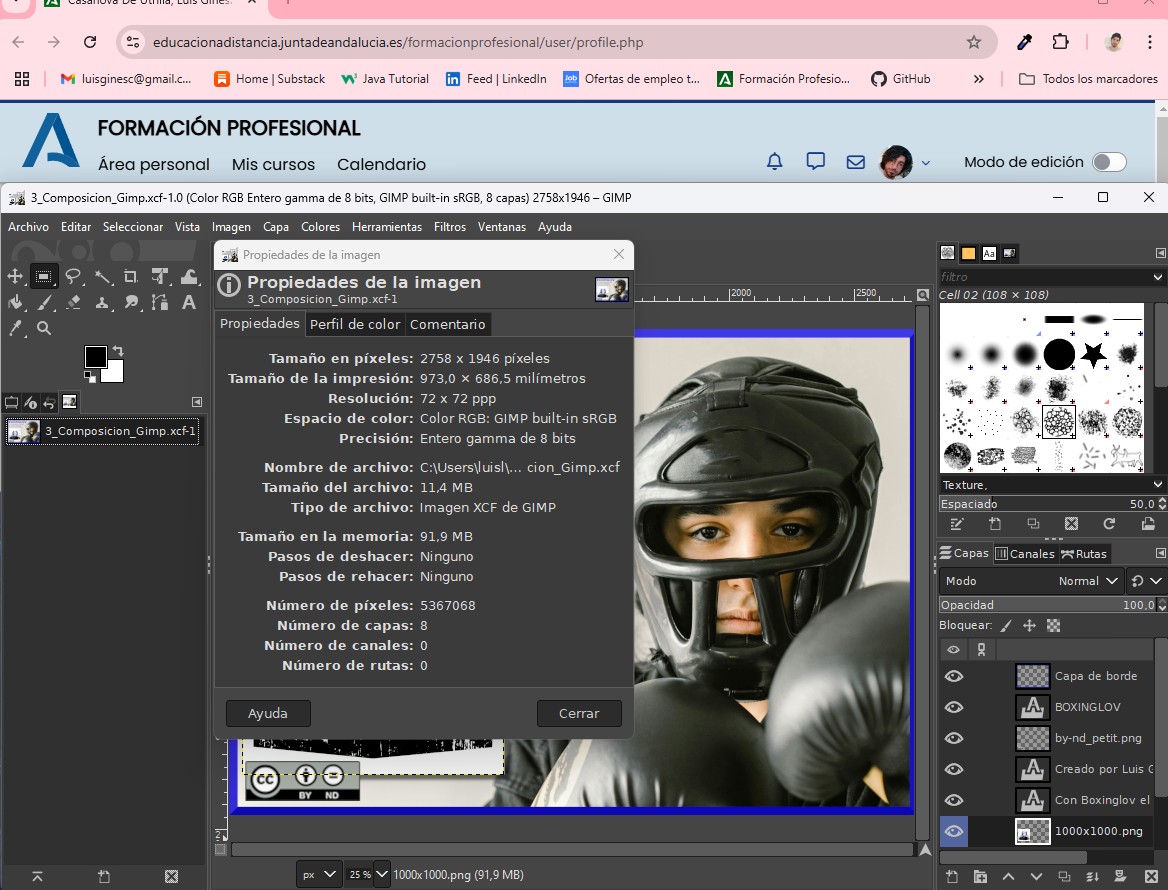 Casanova De Utrilla, Luis Ginés
educacionadistancia.juntadeandalucia.es/formacionprofesional/user/profile.php
luisginesc@gmail.c...
Home | Substack
Java Tutorial
Feed | LinkedIn
Job
Ofertas de empleo t...
Formación Profesio...
GitHub
»
Todos los marcadores
FORMACIÓN PROFESIONAL
Área personal
Mis cursos
Calendario
Modo de edición
3_Composicion_Gimp.xcf-1.0 (Color RGB Entero gamma de 8 bits, GIMP built-in sRGB, 8 capas) 2758x1946 – GIMP
Archivo Editar Seleccionar Vista Imagen Capa Colores Herramientas Filtros Ventanas Ayuda
Propiedades de la imagen
Propiedades de la imagen
3_Composicion_Gimp.xcf-1
Propiedades
Perfil de color
Comentario
Tamaño en píxeles: 2758 x 1946 píxeles
Tamaño de la impresión: 973,0 × 686,5 milímetros
Resolución: 72 x 72 ppp
Espacio de color: Color RGB: GIMP built-in sRGB
Precisión: Entero gamma de 8 bits
Nombre de archivo: C:\Users\luisl\... cion_Gimp.xcf
Tamaño del archivo: 11,4 MB
Tipo de archivo: Imagen XCF de GIMP
Tamaño en la memoria: 91,9 MB
Pasos de deshacer: Ninguno
Pasos de rehacer: Ninguno
Número de píxeles: 5367068
Número de capas: 8
Número de canales: 0
Número de rutas: 0
Ayuda
Cerrar
3_Composicion_Gimp.xcf-1
2000
2500
2
cc
BY ND
px
25 %
1000x1000.png (91,9 MB)
Aa
filtro
Cell 02 (108 × 108)
Texture,
Espaciado 50,0
Capas
Canales
Rutas
Modo Normal
Opacidad 100,0
Bloquear:
Capa de borde
BOXINGLOV
by-nd_petit.png
Creado por Luis G
Con Boxinglov el
1000x1000.png